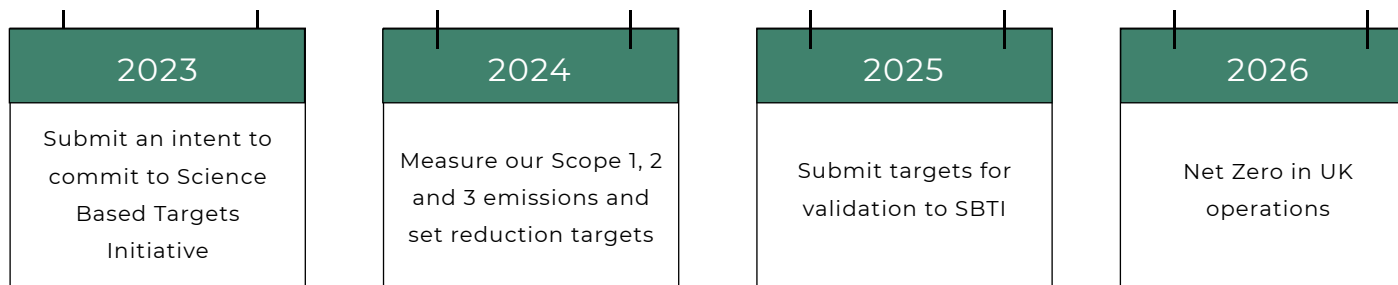 2023
Submit an intent to
commit to Science
Based Targets
Initiative
2024
Measure our Scope 1, 2
and 3 emissions and
set reduction targets
2025
Submit targets for
validation to SBTI
2026
Net Zero in UK
operations